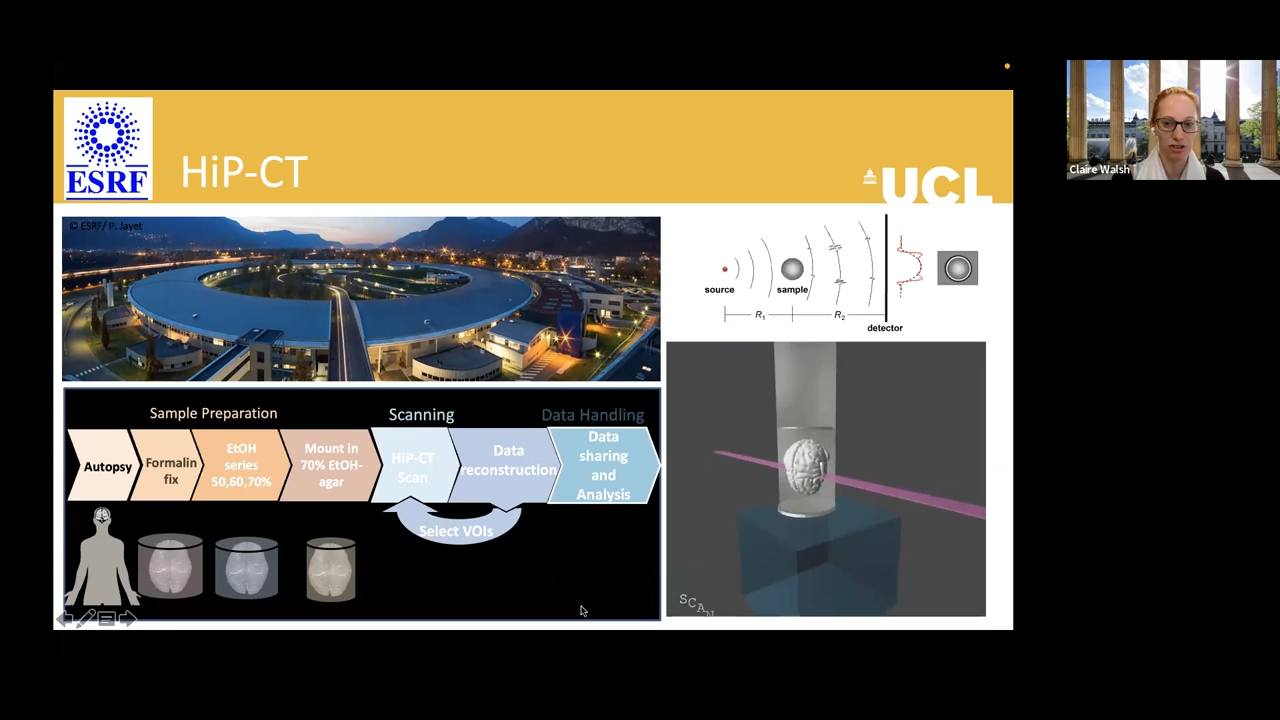 ESRF
HiP-CT
UCL
Claire Walsh
© ESRF/ P. Jayet
source
sample
R1
R2
detector
Sample Preparation
Scanning
Data Handling
Autopsy
Formalin
fix
EtOH
series
50,60,70%
Mount in
70% EtOH-
agar
HiP-CT
Scan
Data
reconstruction
Data
sharing
and
Analysis
Select VOIs
SCAN